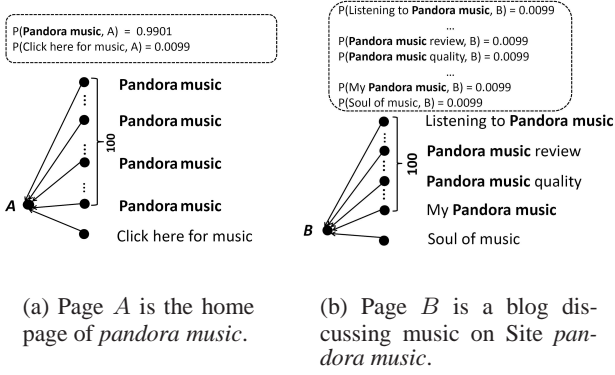 P(Pandora music, A) = 0.9901
P(Click here for music, A) = 0.0099
Pandora music
Pandora music
Pandora music
Pandora music
Click here for music
100
A
(a) Page A is the home
page of pandora music.
P(Listening to Pandora music, B) = 0.0099
...
P(Pandora music review, B) = 0.0099
P(Pandora music quality, B) = 0.0099
...
P(My Pandora music, B) = 0.0099
P(Soul of music, B) = 0.0099
Listening to Pandora music
Pandora music review
Pandora music quality
My Pandora music
Soul of music
100
B
(b) Page B is a blog dis-
cussing music on Site pan-
dora music.